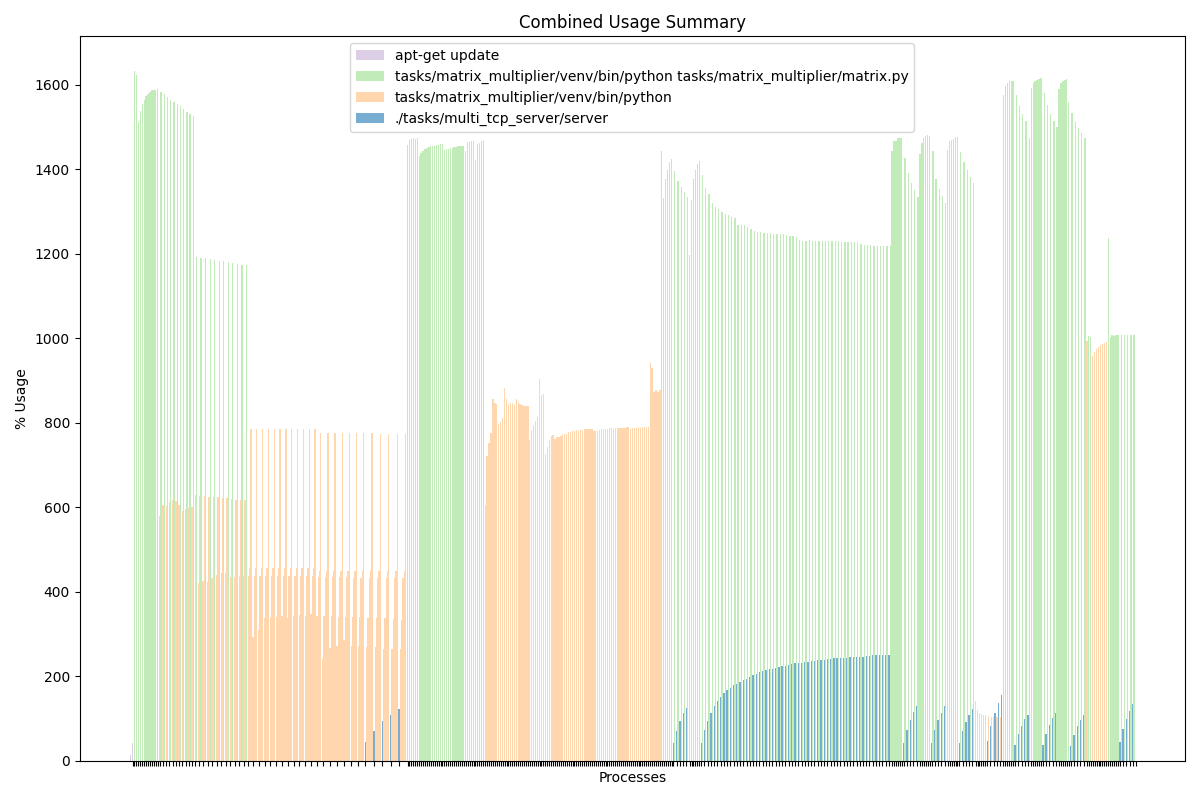 Combined Usage Summary
apt-get update
tasks/matrix_multiplier/venv/bin/python tasks/matrix_multiplier/matrix.py
tasks/matrix_multiplier/venv/bin/python
./tasks/multi_tcp_server/server
1600
1400
1200
1000
800
600
400
200
0
% Usage
Processes